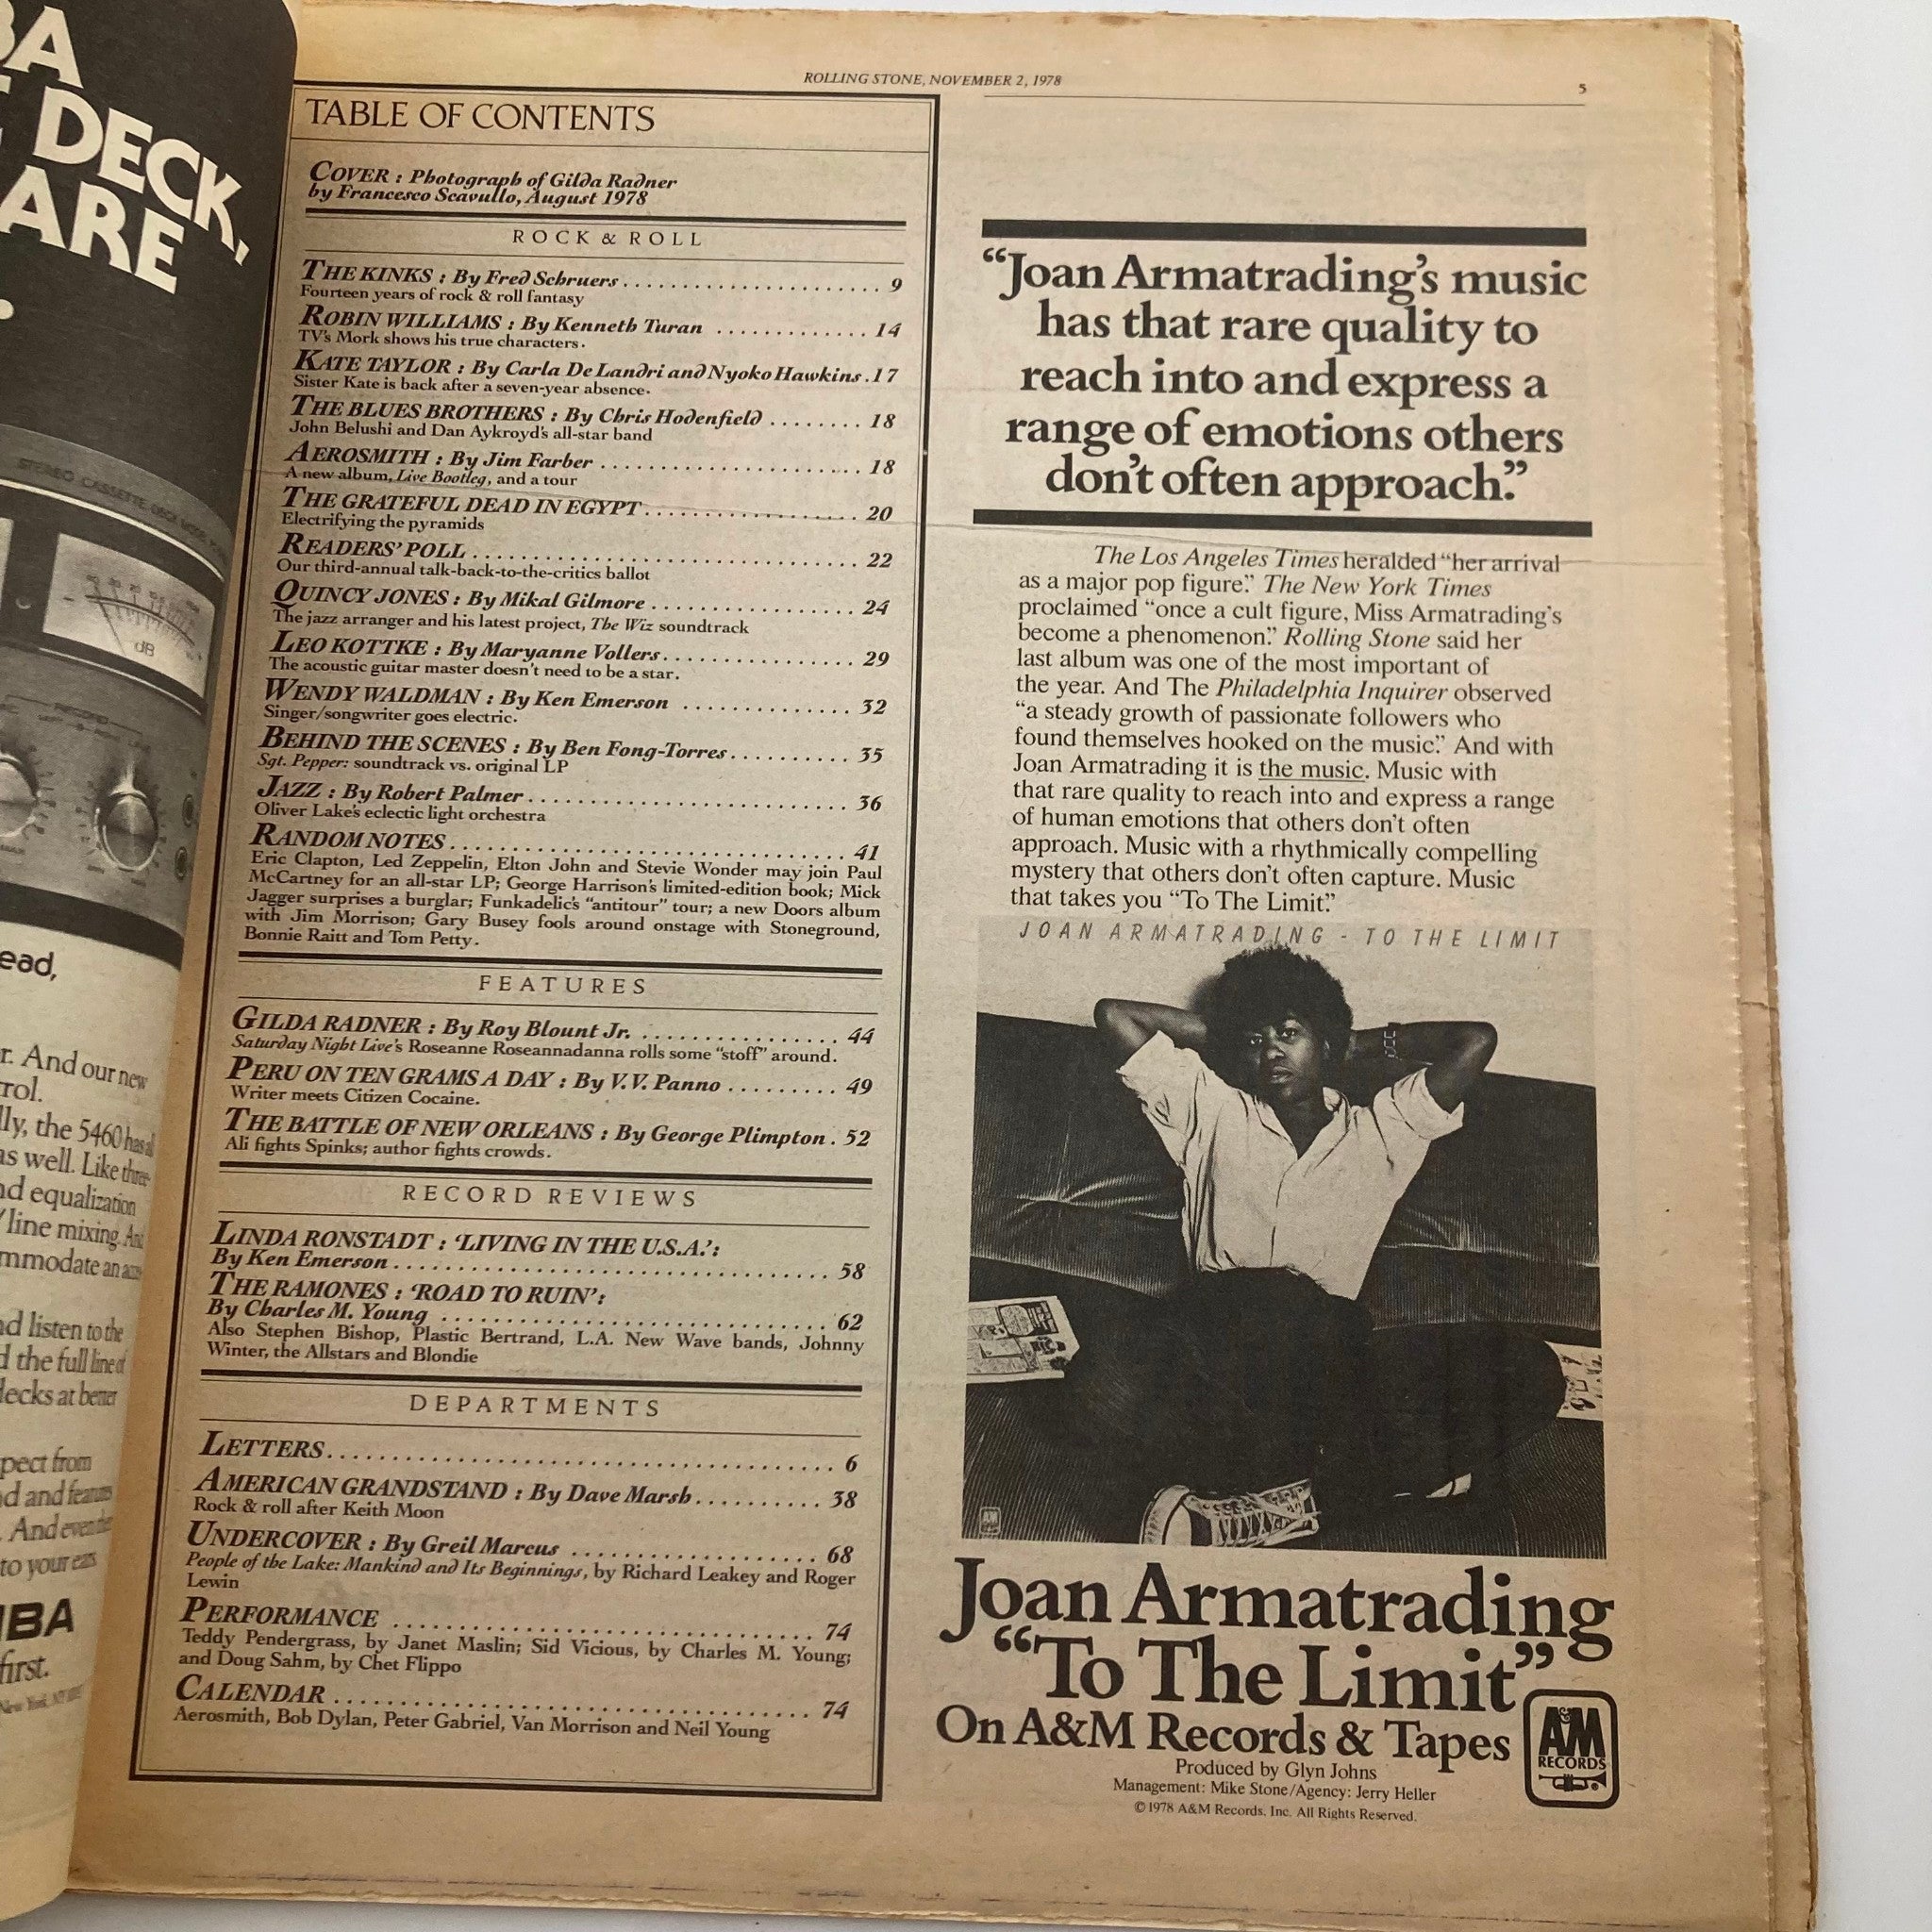 BA
DECK,
ARE
STEREO CASSETTE DECK
dB
ead,
r. And our new
rol.
lly, the 5460 has
as well. Like three-
nd equalization
line mixing. And
mmodate an
nd listen to the
d the full line of
decks at better
pect from
d and features
. And even
to your ears
BA
first.
New York, NY
ROLLING STONE, NOVEMBER 2, 1978
5
TABLE OF CONTENTS
COVER : Photograph of Gilda Radner
by Francesco Scavullo, August 1978
ROCK & ROLL
THE KINKS : By Fred Schruers . . . . . . . . . . . . . . . . . . . . . . . 9
Fourteen years of rock & roll fantasy
ROBIN WILLIAMS : By Kenneth Turan . . . . . . . . . . . . . 14
TV's Mork shows his true characters.
KATE TAYLOR : By Carla De Landri and Nyoko Hawkins . 17
Sister Kate is back after a seven-year absence.
THE BLUES BROTHERS : By Chris Hodenfield . . . . . . . . 18
John Belushi and Dan Aykroyd's all-star band
AEROSMITH : By Jim Farber . . . . . . . . . . . . . . . . . . . . . . . 18
A new album, Live Bootleg, and a tour
THE GRATEFUL DEAD IN EGYPT . . . . . . . . . . . . . . . . . . 20
Electrifying the pyramids
READERS' POLL . . . . . . . . . . . . . . . . . . . . . . . . . . . . . . . . 22
Our third-annual talk-back-to-the-critics ballot
QUINCY JONES : By Mikal Gilmore . . . . . . . . . . . . . . . . . 24
The jazz arranger and his latest project, The Wiz soundtrack
LEO KOTTKE : By Maryanne Vollers . . . . . . . . . . . . . . . . 29
The acoustic guitar master doesn't need to be a star.
WENDY WALDMAN : By Ken Emerson . . . . . . . . . . . . . . 32
Singer/songwriter goes electric.
BEHIND THE SCENES : By Ben Fong-Torres . . . . . . . . . . 35
Sgt. Pepper: soundtrack vs. original LP
JAZZ : By Robert Palmer . . . . . . . . . . . . . . . . . . . . . . . . . . . 36
Oliver Lake's eclectic light orchestra
RANDOM NOTES . . . . . . . . . . . . . . . . . . . . . . . . . . . . . . . . 41
Eric Clapton, Led Zeppelin, Elton John and Stevie Wonder may join Paul
McCartney for an all-star LP; George Harrison's limited-edition book; Mick
Jagger surprises a burglar; Funkadelic's "antitour" tour; a new Doors album
with Jim Morrison; Gary Busey fools around onstage with Stoneground,
Bonnie Raitt and Tom Petty.
FEATURES
GILDA RADNER : By Roy Blount Jr. . . . . . . . . . . . . . . . . . . 44
Saturday Night Live's Roseanne Roseannadanna rolls some "stoff" around.
PERU ON TEN GRAMS A DAY : By V.V. Panno . . . . . . . . . 49
Writer meets Citizen Cocaine.
THE BATTLE OF NEW ORLEANS : By George Plimpton . 52
Ali fights Spinks; author fights crowds.
RECORD REVIEWS
LINDA RONSTADT : 'LIVING IN THE U.S.A.':
By Ken Emerson . . . . . . . . . . . . . . . . . . . . . . . . . . . . . . . . . . . 58
THE RAMONES : 'ROAD TO RUIN':
By Charles M. Young . . . . . . . . . . . . . . . . . . . . . . . . . . . . . . . 62
Also Stephen Bishop, Plastic Bertrand, L.A. New Wave bands, Johnny
Winter, the Allstars and Blondie
DEPARTMENTS
LETTERS . . . . . . . . . . . . . . . . . . . . . . . . . . . . . . . . . . . . . . . . . 6
AMERICAN GRANDSTAND : By Dave Marsh . . . . . . . . . . . 38
Rock & roll after Keith Moon
UNDERCOVER : By Greil Marcus . . . . . . . . . . . . . . . . . . . . 68
People of the Lake: Mankind and Its Beginnings, by Richard Leakey and Roger
Lewin
PERFORMANCE . . . . . . . . . . . . . . . . . . . . . . . . . . . . . . . . . . . 74
Teddy Pendergrass, by Janet Maslin; Sid Vicious, by Charles M. Young;
and Doug Sahm, by Chet Flippo
CALENDAR . . . . . . . . . . . . . . . . . . . . . . . . . . . . . . . . . . . . . . . 74
Aerosmith, Bob Dylan, Peter Gabriel, Van Morrison and Neil Young
"Joan Armatrading's music
has that rare quality to
reach into and express a
range of emotions others
don't often approach."
The Los Angeles Times heralded "her arrival
as a major pop figure." The New York Times
proclaimed "once a cult figure, Miss Armatrading's
become a phenomenon." Rolling Stone said her
last album was one of the most important of
the year. And The Philadelphia Inquirer observed
"a steady growth of passionate followers who
found themselves hooked on the music." And with
Joan Armatrading it is the music. Music with
that rare quality to reach into and express a range
of human emotions that others don't often
approach. Music with a rhythmically compelling
mystery that others don't often capture. Music
that takes you "To The Limit."
JOAN ARMATRADING - TO THE LIMIT
Joan Armatrading
"To The Limit"
On A&M Records & Tapes
A&M
RECORDS
Produced by Glyn Johns
Management: Mike Stone/Agency: Jerry Heller
© 1978 A&M Records, Inc. All Rights Reserved.